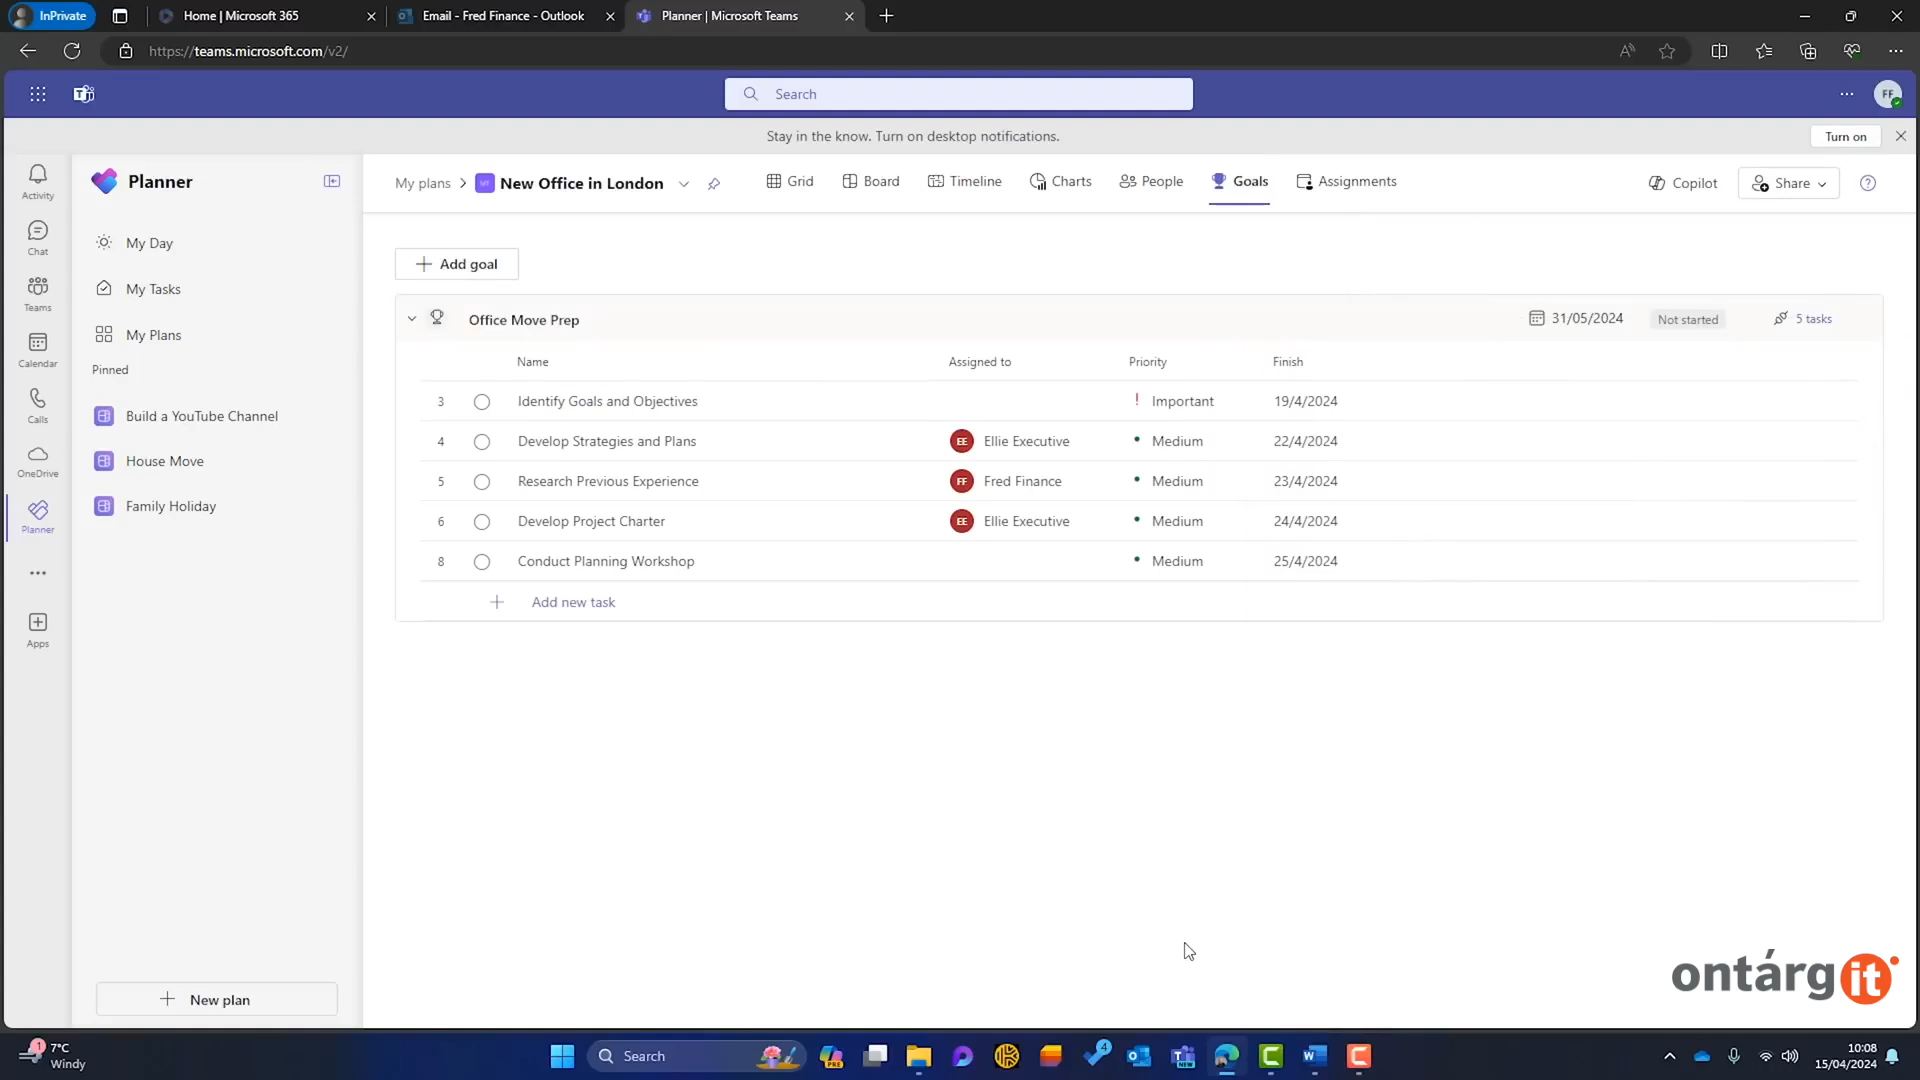 InPrivate
Home | Microsoft 365
Email - Fred Finance - Outlook
Planner | Microsoft Teams
https://teams.microsoft.com/v2/
Search
FF
Stay in the know. Turn on desktop notifications.
Turn on
Activity
Chat
Teams
Calendar
Calls
OneDrive
Planner
Apps
Planner
My Day
My Tasks
My Plans
Pinned
Build a YouTube Channel
House Move
Family Holiday
New plan
My plans
New Office in London
Grid
Board
Timeline
Charts
People
Goals
Assignments
Copilot
Share
Add goal
Office Move Prep
31/05/2024
Not started
5 tasks
Name Assigned to Priority Finish
3 Identify Goals and Objectives ! Important 19/4/2024
4 Develop Strategies and Plans EE Ellie Executive Medium 22/4/2024
5 Research Previous Experience FF Fred Finance Medium 23/4/2024
6 Develop Project Charter EE Ellie Executive Medium 24/4/2024
8 Conduct Planning Workshop Medium 25/4/2024
Add new task
ontárgit
1
7°C
Windy
Search
PRE
4
NEW
10:08
15/04/2024